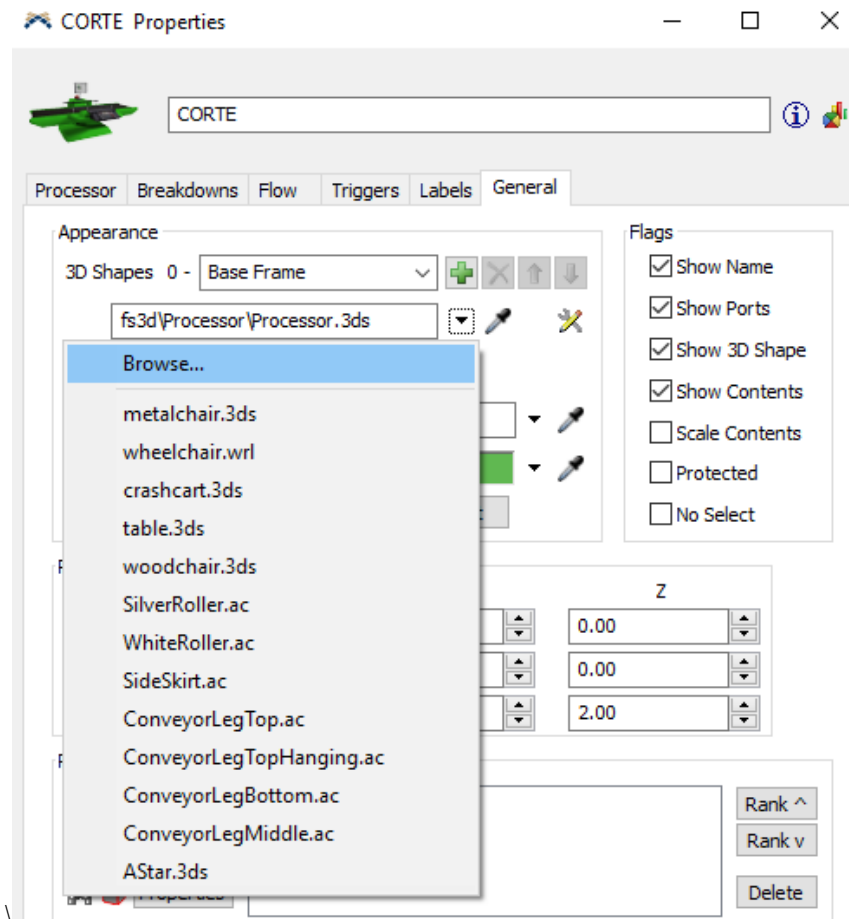 CORTE Properties
CORTE
Processor Breakdowns Flow Triggers Labels General
Appearance
3D Shapes 0 - Base Frame
fs3d\Processor\Processor.3ds
Browse...
metalchair.3ds
wheelchair.wrl
crashcart.3ds
table.3ds
woodchair.3ds
SilverRoller.ac
WhiteRoller.ac
SideSkirt.ac
ConveyorLegTop.ac
ConveyorLegTopHanging.ac
ConveyorLegBottom.ac
ConveyorLegMiddle.ac
AStar.3ds
Properties
Flags
Show Name
Show Ports
Show 3D Shape
Show Contents
Scale Contents
Protected
No Select
Z
0.00
0.00
2.00
Rank ^
Rank v
Delete
\